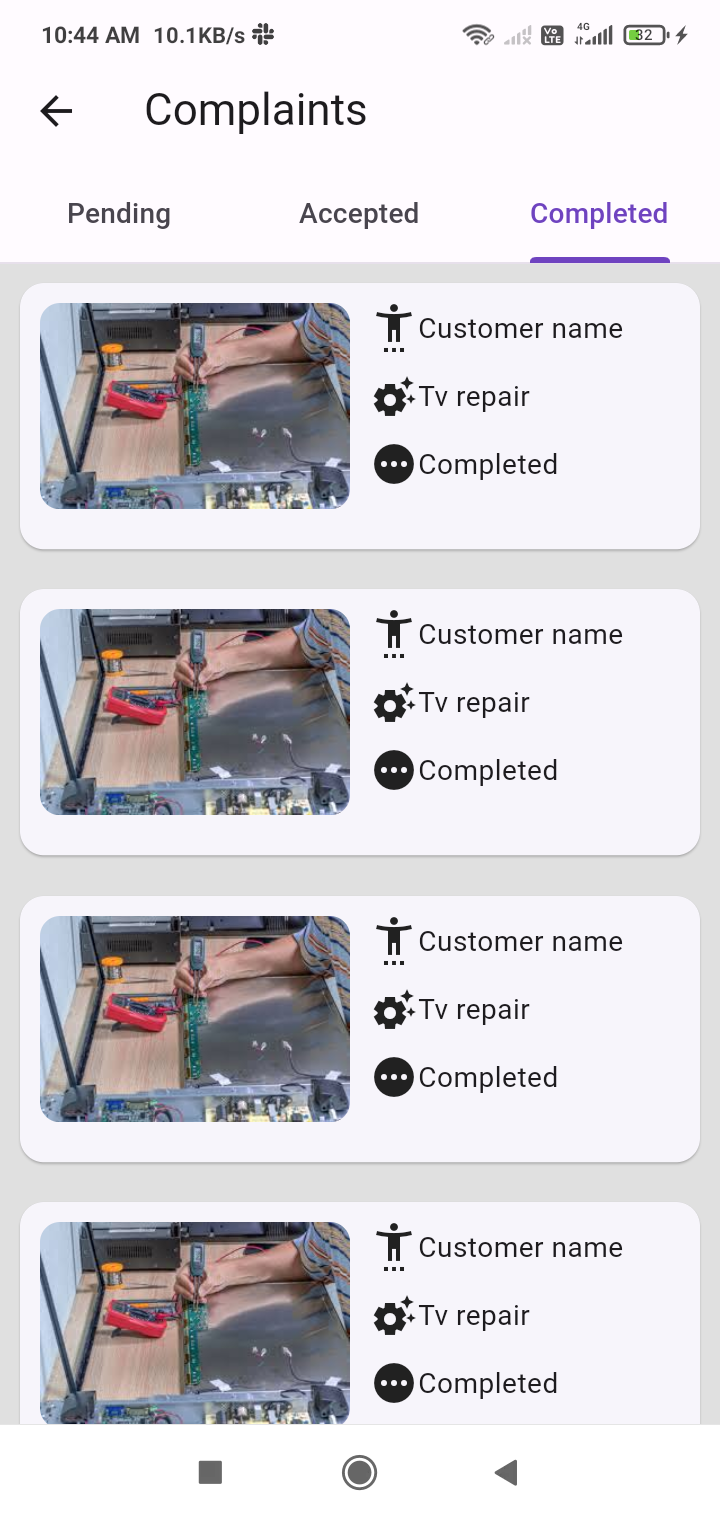 10:44 AM 10.1KB/s Vo LTE 4G 32
Complaints
Pending Accepted Completed
Customer name
Tv repair
Completed
Customer name
Tv repair
Completed
Customer name
Tv repair
Completed
Customer name
Tv repair
Completed